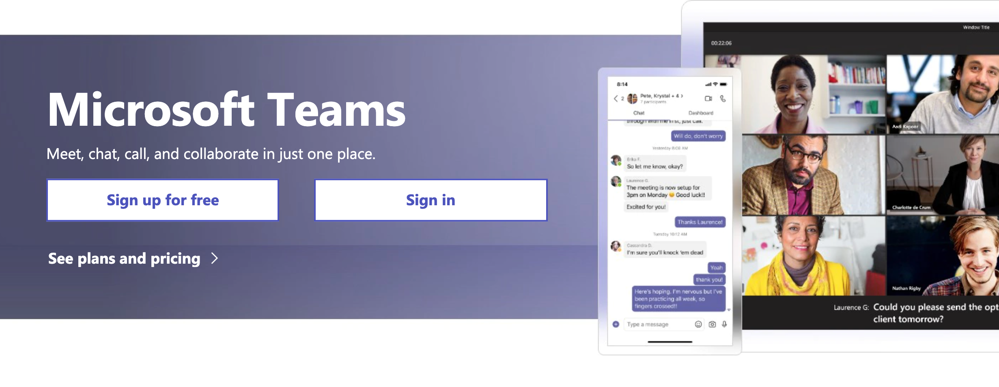 Microsoft Teams
Meet, chat, call, and collaborate in just one place.
Sign up for free
Sign in
See plans and pricing
8:14
2
Pete, Krystal + 4
7 participants
Chat
Dashboard
through with me first, just call.
Will do, don't worry
Yesterday 8:08 AM
Erika F.
So let me know, okay?
Laurence G.
The meeting is now setup for
3pm on Monday 😊 Good luck!!
Excited for you!
Thanks Laurence!
Tuesday 10:12 AM
Cassandra D.
I'm sure you'll knock 'em dead
Yeah
thank you!
Here's hoping. I'm nervous but I've
been practicing all week, so
fingers crossed!!!
Type a message
Window Title
00:22:06
Aadi Kapoor
Charlotte de Crum
Nathan Rigby
Laurence G: Could you please send the
client tomorrow?